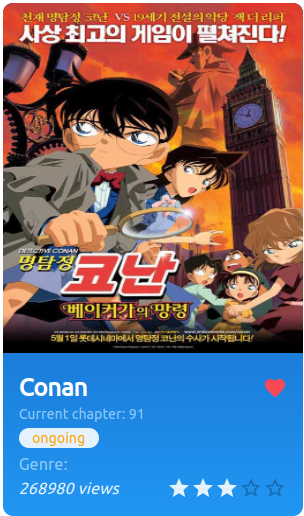 천재 명탐정 코난 VS 19세기 전설의 악당 '잭 더 리퍼'
사상 최고의 게임이 펼쳐진다!
DETECTIVE CONAN
명탐정 코난
베이커가의 망령
5월 1일 롯데시네마에서 명탐정 코난의 수사가 시작됩니다!
Conan
Current chapter: 91
ongoing
Genre:
268980 views